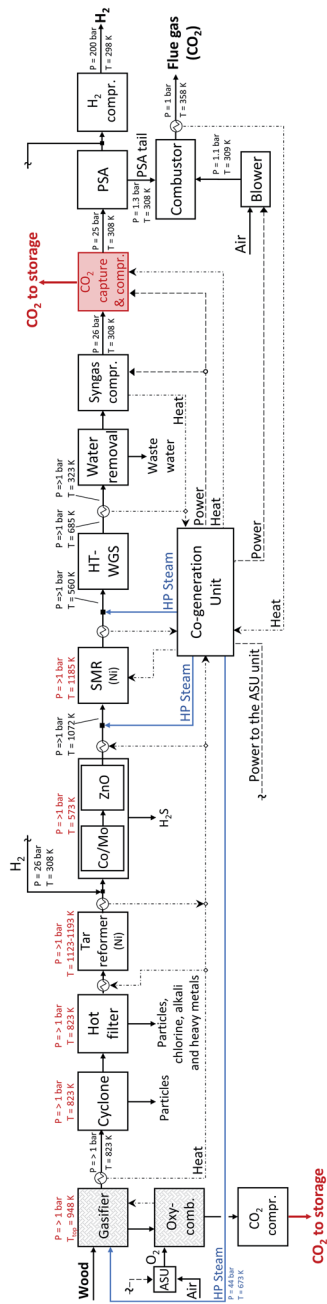 Wood
P = > 1 bar
T_top = 948 K
Gasifier
Oxy-
comb.
O₂
ASU
Air
CO₂
compr.
CO₂ to storage
HP Steam
P = 44 bar
T = 673 K
P = > 1 bar
T = 823 K
Heat
P = > 1 bar
T = 823 K
Cyclone
Particles
P = > 1 bar
T = 823 K
Hot
filter
Particles,
chlorine, alkali
and heavy metals
P = >1 bar
T = 1123-1193 K
Tar
reformer
(Ni)
H₂
P = 26 bar
T = 308 K
P = >1 bar
T = 573 K
Co/Mo
ZnO
H₂S
P =>1 bar
T = 1072 K
HP Steam
P = >1 bar
T = 1185K
SMR
(Ni)
P =>1 bar
T = 560 K
HP Steam
HT-
WGS
P =>1 bar
T = 685 K
P =>1 bar
T = 323 K
Water
removal
Waste
water
Syngas
compr.
Heat
P = 26 bar
T = 308 K
CO₂
capture
& compr.
CO₂ to storage
P = 25 bar
T = 308 K
PSA
P = 1.3 bar
T = 308 K
PSA tail
H₂
compr.
P = 200 bar
T = 298 K
H₂
Combustor
P = 1 bar
T = 358 K
Flue gas
(CO₂)
P = 1.1 bar
T = 309 K
Blower
Air
Co-generation
Unit
Power
Heat
Power
Heat
Power to the ASU unit